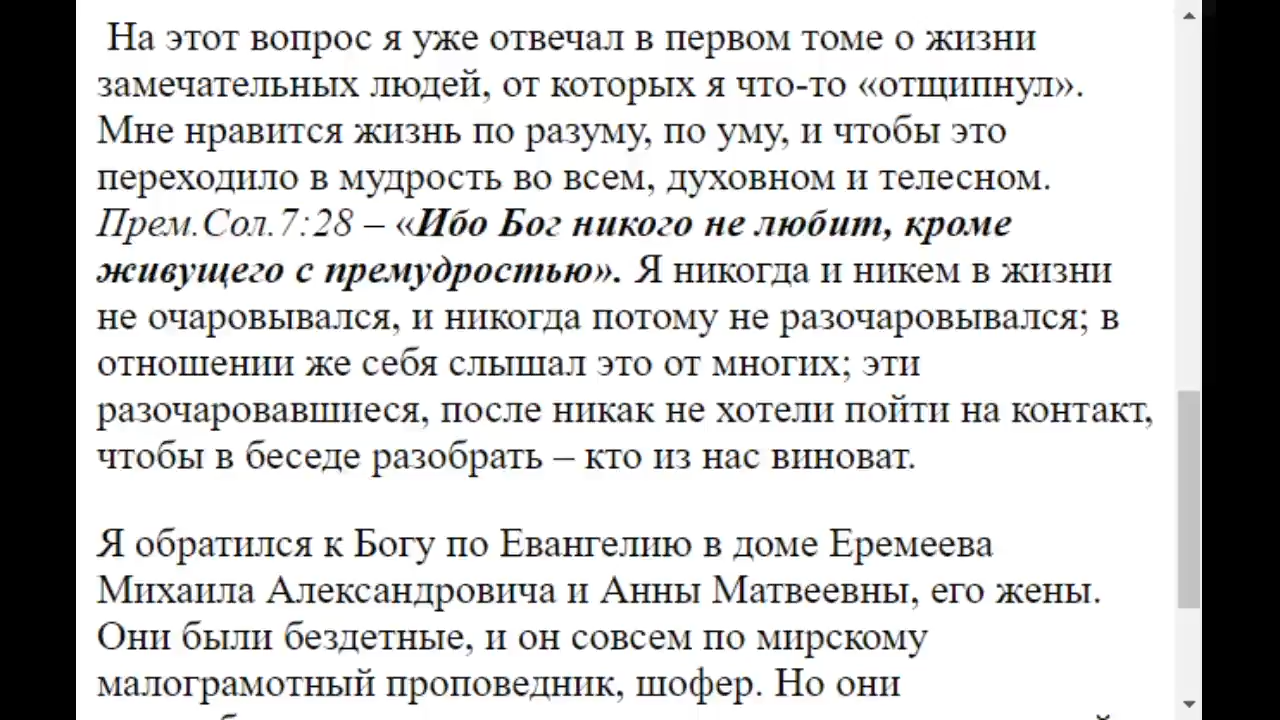 На этот вопрос я уже отвечал в первом томе о жизни
замечательных людей, от которых я что-то «отщипнул».
Мне нравится жизнь по разуму, по уму, и чтобы это
переходило в мудрость во всем, духовном и телесном.
Прем.Сол.7:28 – «Ибо Бог никого не любит, кроме
живущего с премудростью». Я никогда и никем в жизни
не очаровывался, и никогда потому не разочаровывался; в
отношении же себя слышал это от многих; эти
разочаровавшиеся, после никак не хотели пойти на контакт,
чтобы в беседе разобрать – кто из нас виноват.
Я обратился к Богу по Евангелию в доме Еремеева
Михаила Александровича и Анны Матвеевны, его жены.
Они были бездетные, и он совсем по мирскому
малограмотный проповедник, шофер. Но они